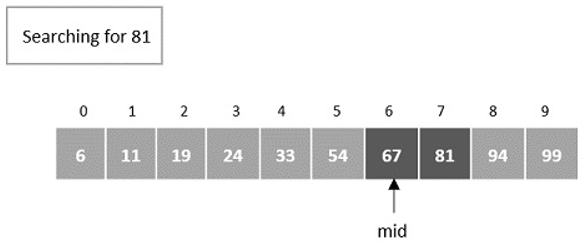 Searching for 81
0 1 2 3 4 5 6 7 8 9
6 11 19 24 33 54 67 81 94 99
mid